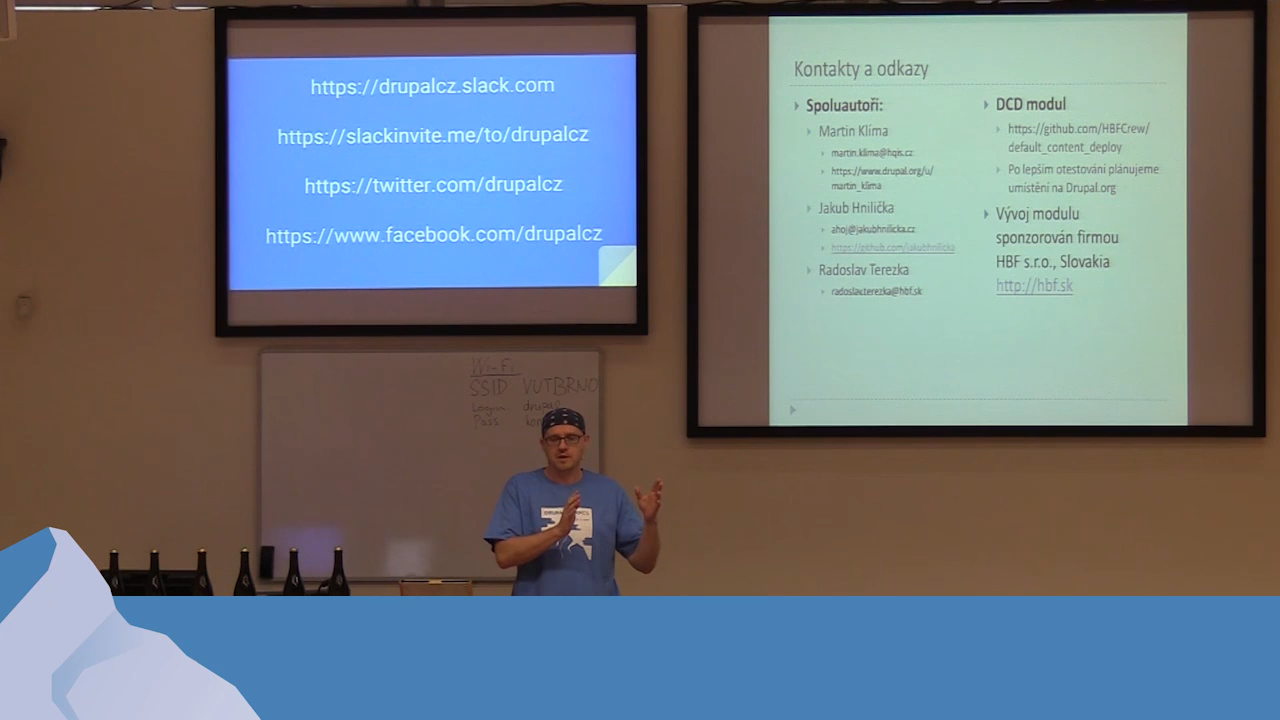 https://drupalcz.slack.com
https://slackinvite.me/to/drupalcz
https://twitter.com/drupalcz
https://www.facebook.com/drupalcz
Kontakty a odkazy
Spoluautoři:
Martin Klíma
martin.klima@hqis.cz
https://www.drupal.org/u/
martin_klima
Jakub Hnilička
ahoj@jakubhnilicka.cz
https://github.com/jakubhnilicka
Radoslav Terezka
radoslav.terezka@hbf.sk
DCD modul
https://github.com/HBFCrew/
default_content_deploy
Po lepším otestování plánujeme
umístění na Drupal.org
Vývoj modulu
sponzorován firmou
HBF s.r.o., Slovakia
http://hbf.sk
Wi-Fi
SSID VUTBRNO
Login
Pass